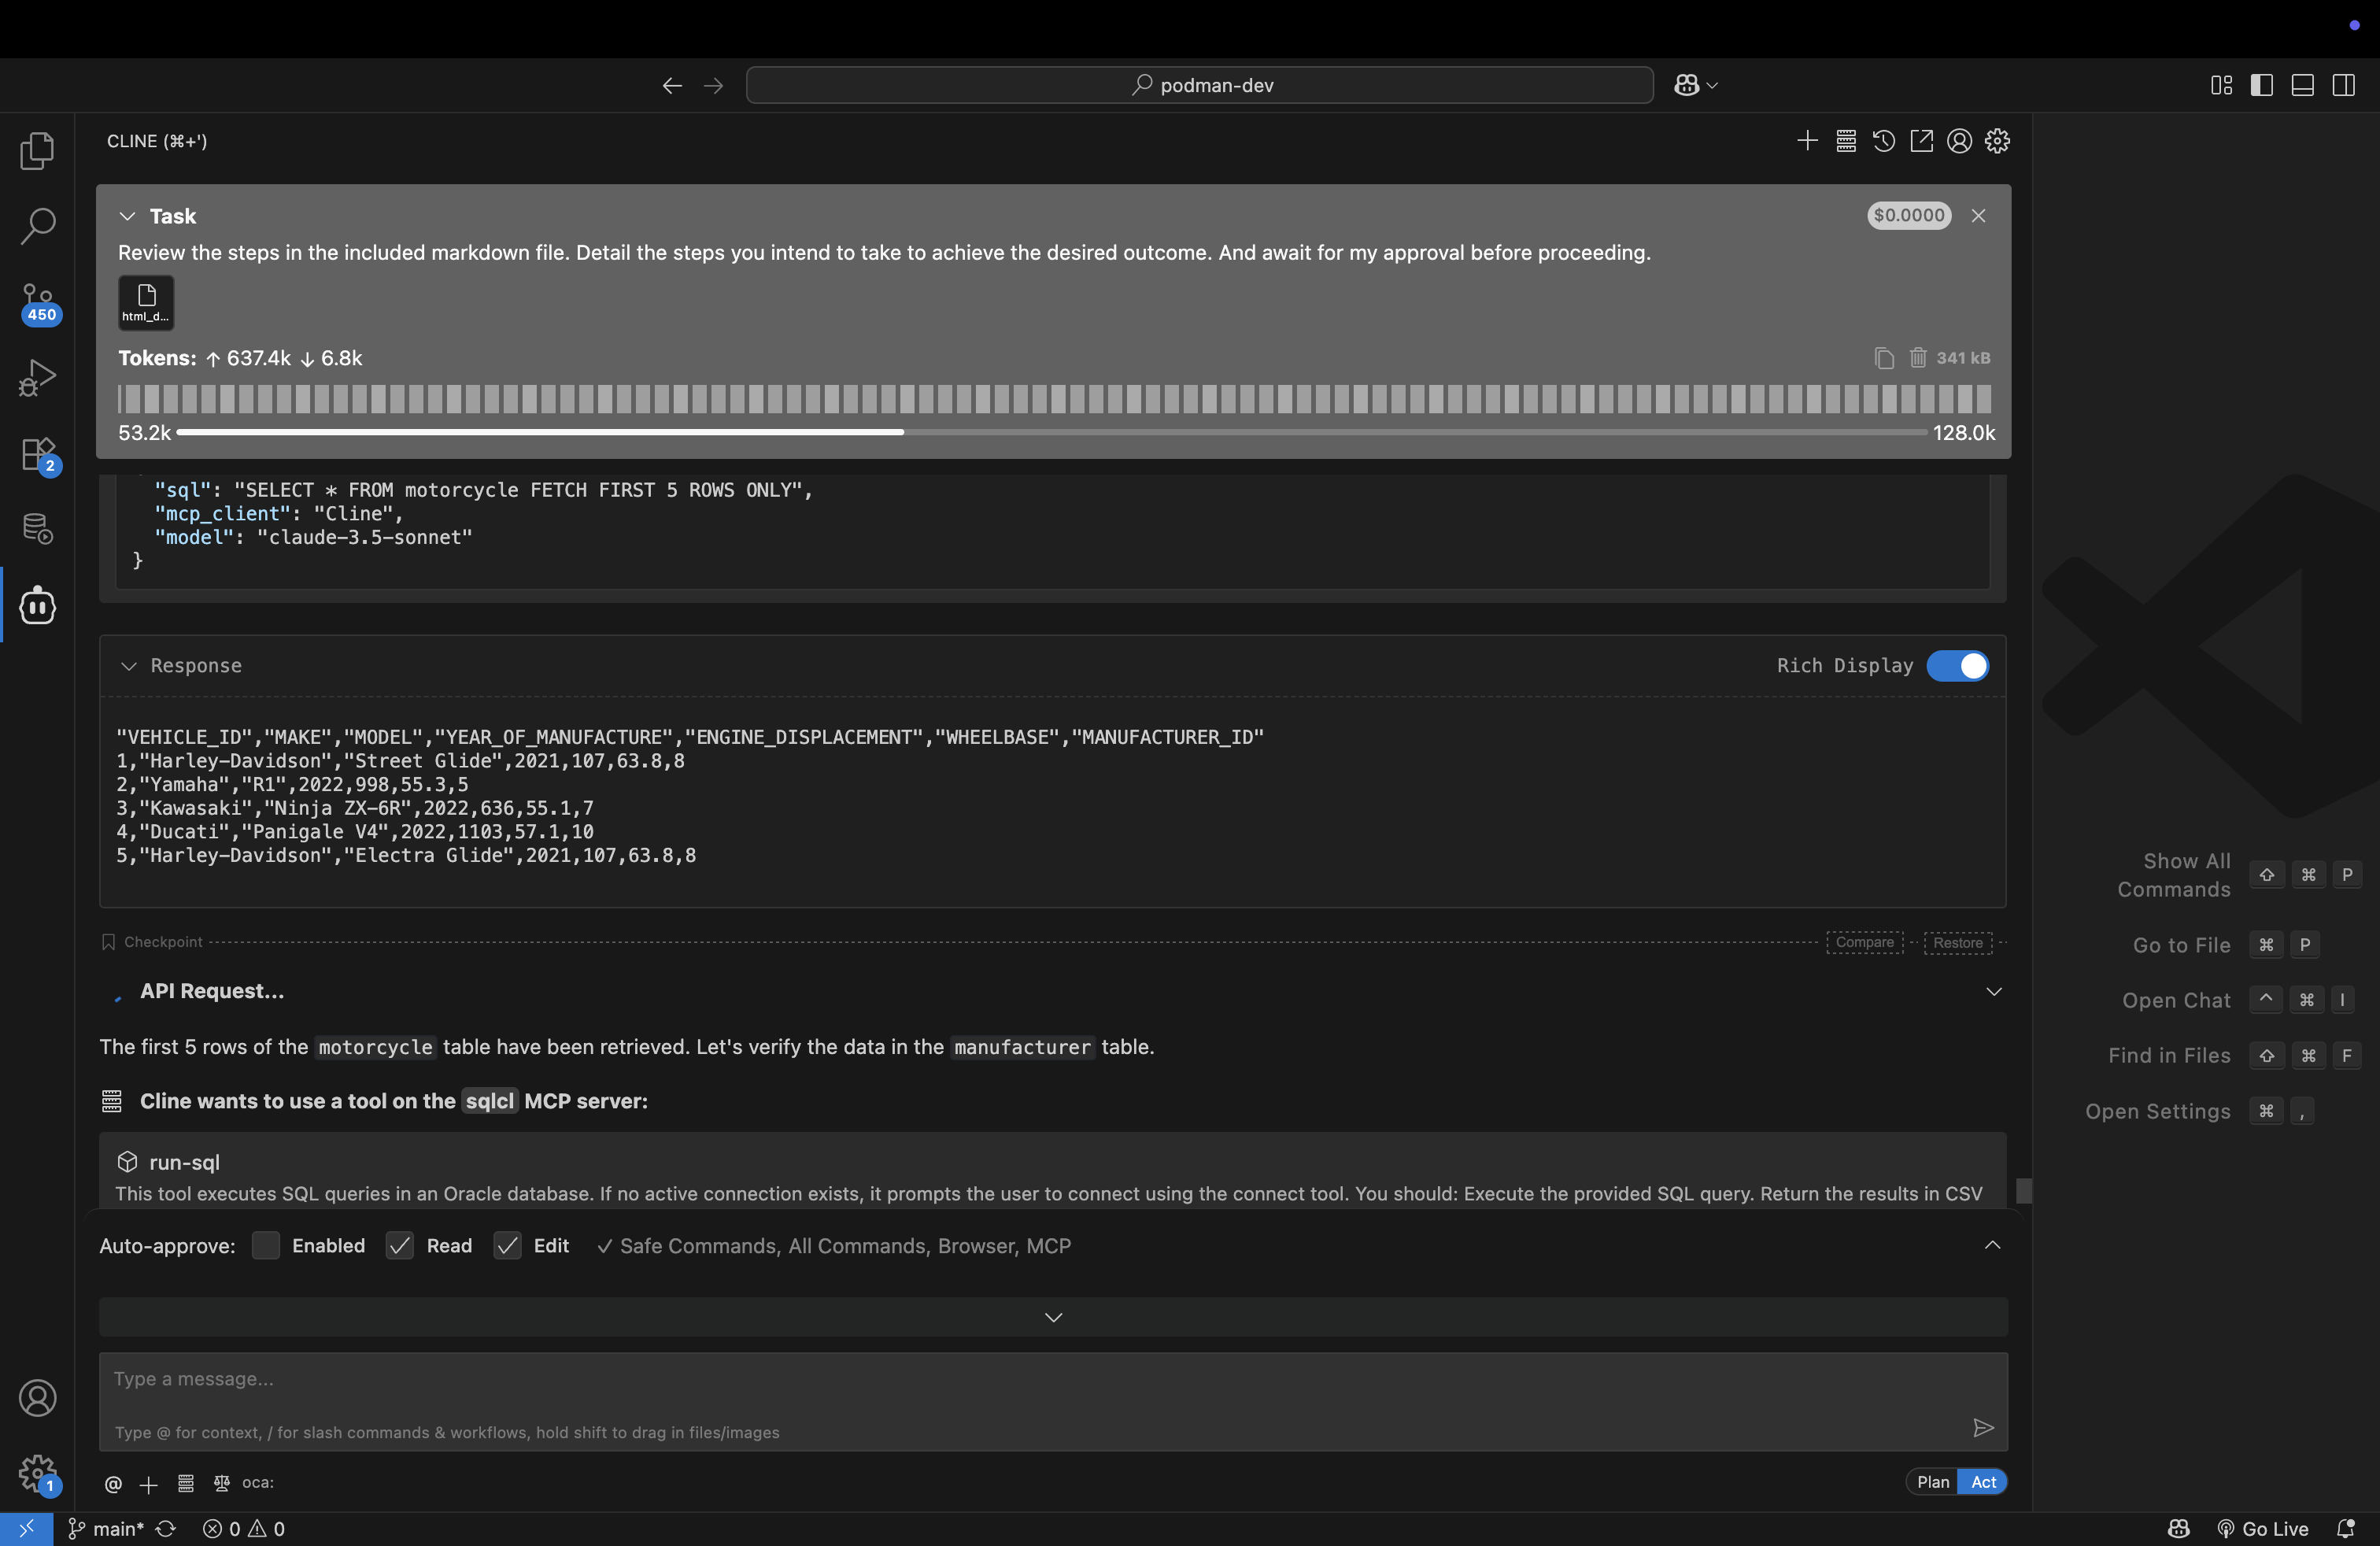 podman-dev
CLINE (⌘+')
Task
$0.0000
Review the steps in the included markdown file. Detail the steps you intend to take to achieve the desired outcome. And await for my approval before proceeding.
html_d...
Tokens: ↑ 637.4k ↓ 6.8k
341 kB
53.2k
128.0k
450
2
"sql": "SELECT * FROM motorcycle FETCH FIRST 5 ROWS ONLY",
"mcp_client": "Cline",
"model": "claude-3.5-sonnet"
}
Response
Rich Display
"VEHICLE_ID","MAKE","MODEL","YEAR_OF_MANUFACTURE","ENGINE_DISPLACEMENT","WHEELBASE","MANUFACTURER_ID"
1,"Harley-Davidson","Street Glide",2021,107,63.8,8
2,"Yamaha","R1",2022,998,55.3,5
3,"Kawasaki","Ninja ZX-6R",2022,636,55.1,7
4,"Ducati","Panigale V4",2022,1103,57.1,10
5,"Harley-Davidson","Electra Glide",2021,107,63.8,8
Checkpoint
Compare
Restore
API Request...
The first 5 rows of the motorcycle table have been retrieved. Let's verify the data in the manufacturer table.
Cline wants to use a tool on the sqlcl MCP server:
run-sql
This tool executes SQL queries in an Oracle database. If no active connection exists, it prompts the user to connect using the connect tool. You should: Execute the provided SQL query. Return the results in CSV
Auto-approve: Enabled Read Edit ✓ Safe Commands, All Commands, Browser, MCP
Type a message...
Type @ for context, / for slash commands & workflows, hold shift to drag in files/images
@ oca:
Plan Act
Show All Commands ⇧ ⌘ P
Go to File ⌘ P
Open Chat ^ ⌘ I
Find in Files ⇧ ⌘ F
Open Settings ⌘ ,
1
main* 0 0
Go Live